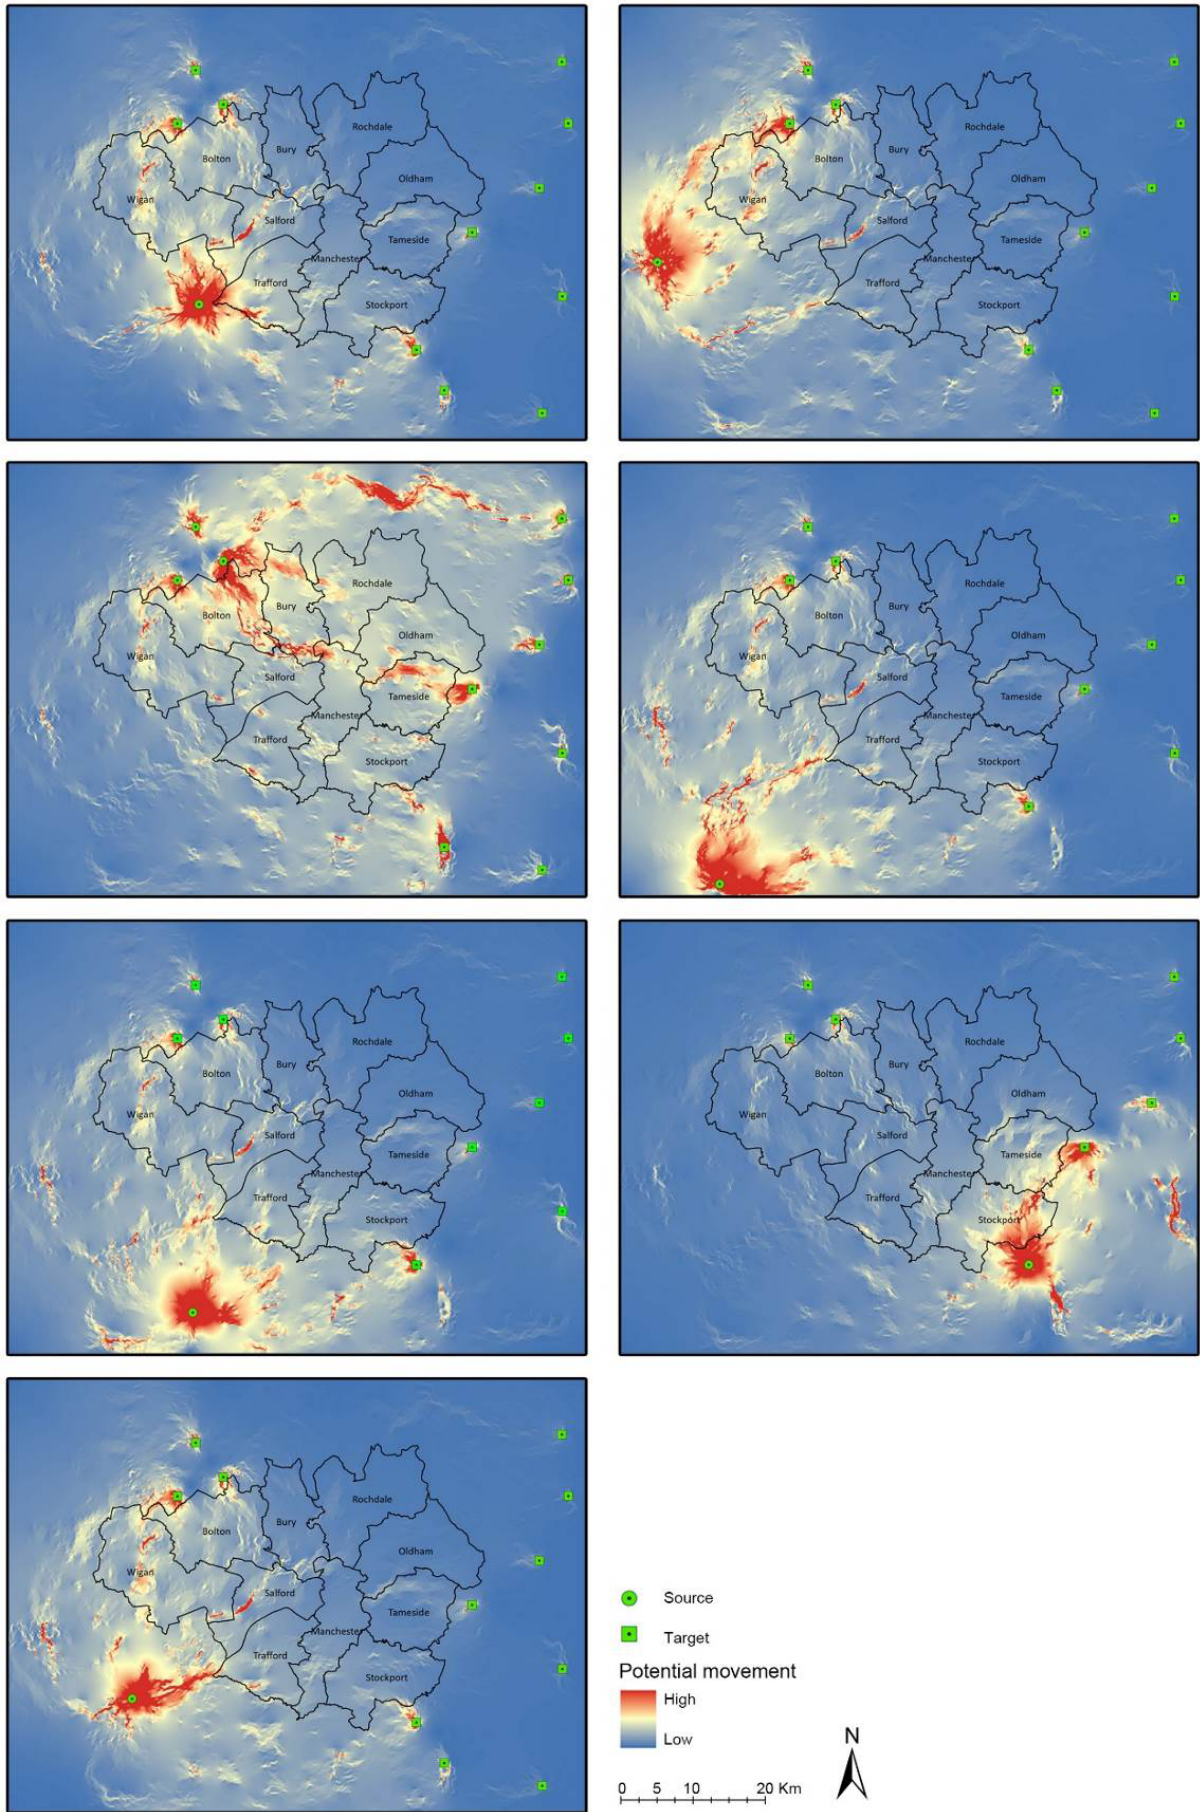 Rochdale
Bury
Bolton
Oldham
Wigan
Salford
Tameside
Manchester
Trafford
Stockport
Rochdale
Bury
Bolton
Oldham
Wigan
Salford
Tameside
Manchester
Trafford
Stockport
Rochdale
Bury
Bolton
Oldham
Wigan
Salford
Tameside
Manchester
Trafford
Stockport
Rochdale
Bury
Bolton
Oldham
Wigan
Salford
Tameside
Manchester
Trafford
Stockport
Rochdale
Bury
Bolton
Oldham
Wigan
Salford
Tameside
Manchester
Trafford
Stockport
Rochdale
Bury
Bolton
Oldham
Wigan
Salford
Tameside
Manchester
Trafford
Stockport
Rochdale
Bury
Bolton
Oldham
Wigan
Salford
Tameside
Manchester
Trafford
Stockport
Source
Target
Potential movement
High
Low
N
0 5 10 20 Km